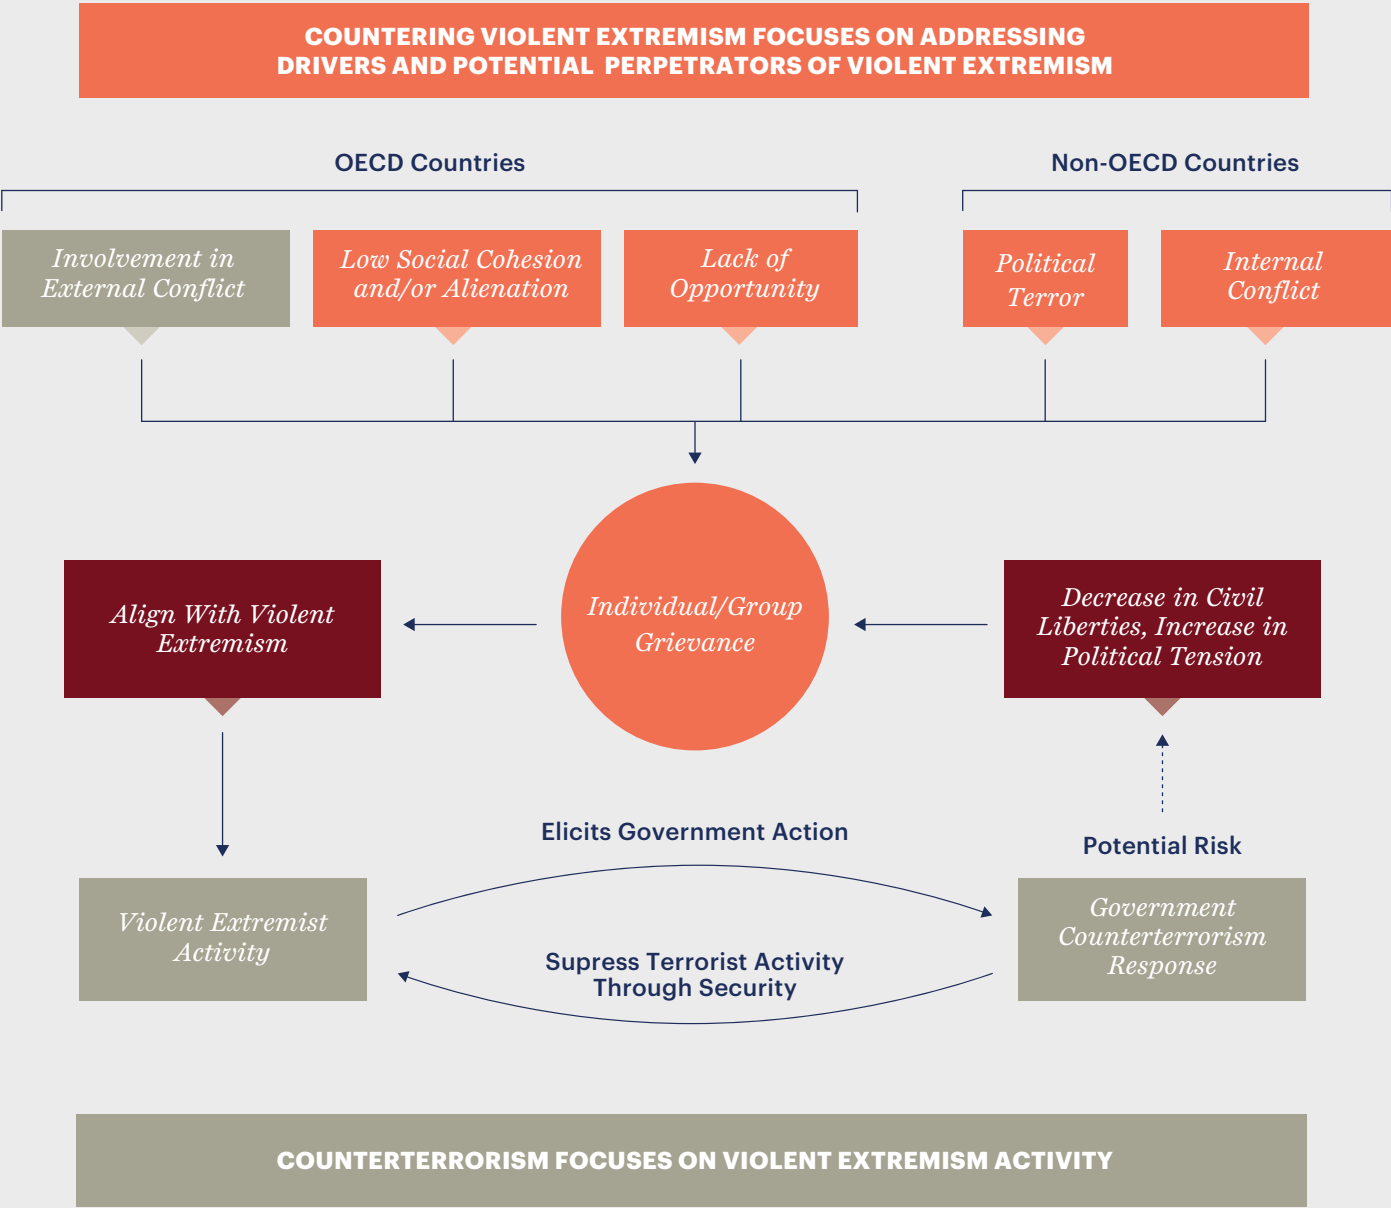 COUNTERING VIOLENT EXTREMISM FOCUSES ON ADDRESSING
DRIVERS AND POTENTIAL PERPETRATORS OF VIOLENT EXTREMISM
OECD Countries
Non-OECD Countries
Involvement in
External Conflict
Low Social Cohesion
and/or Alienation
Lack of
Opportunity
Political
Terror
Internal
Conflict
Align With Violent
Extremism
Individual/Group
Grievance
Decrease in Civil
Liberties, Increase in
Political Tension
Elicits Government Action
Potential Risk
Violent Extremist
Activity
Supress Terrorist Activity
Through Security
Government
Counterterrorism
Response
COUNTERTERRORISM FOCUSES ON VIOLENT EXTREMISM ACTIVITY